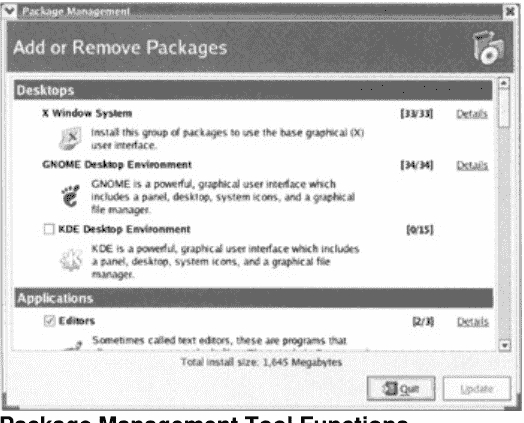 Package Management
Add or Remove Packages
Desktops
X Window System [33/33] Details
Install this group of packages to use the base graphical (X)
user interface.
GNOME Desktop Environment [34/34] Details
GNOME is a powerful, graphical user interface which
includes a panel, desktop, system icons, and a graphical
file manager.
KDE Desktop Environment [0/15]
KDE is a powerful, graphical user interface which includes
a panel, desktop, system icons, and a graphical file
manager.
Applications
Editors [2/3] Details
Sometimes called text editors, these are programs that
Total install size: 1,645 Megabytes
Quit Update
Package Management Tool Functions